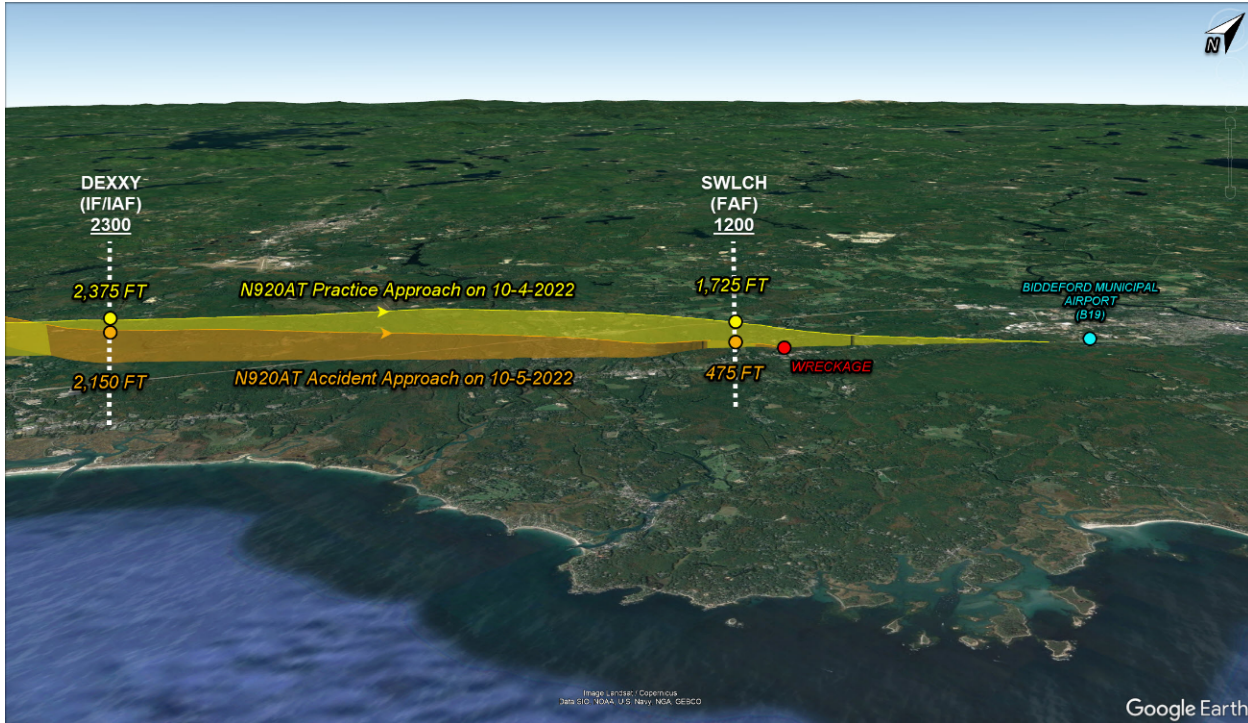 N
DEXXY
(IF/IAF)
2300
SWLCH
(FAF)
1200
2,375 FT
N920AT Practice Approach on 10-4-2022
1,725 FT
BIDDEFORD MUNICIPAL
AIRPORT
(B19)
2,150 FT
N920AT Accident Approach on 10-5-2022
475 FT
WRECKAGE
Image Landsat / Copernicus
Data SIO, NOAA, U.S. Navy, NGA, GEBCO
Google Earth